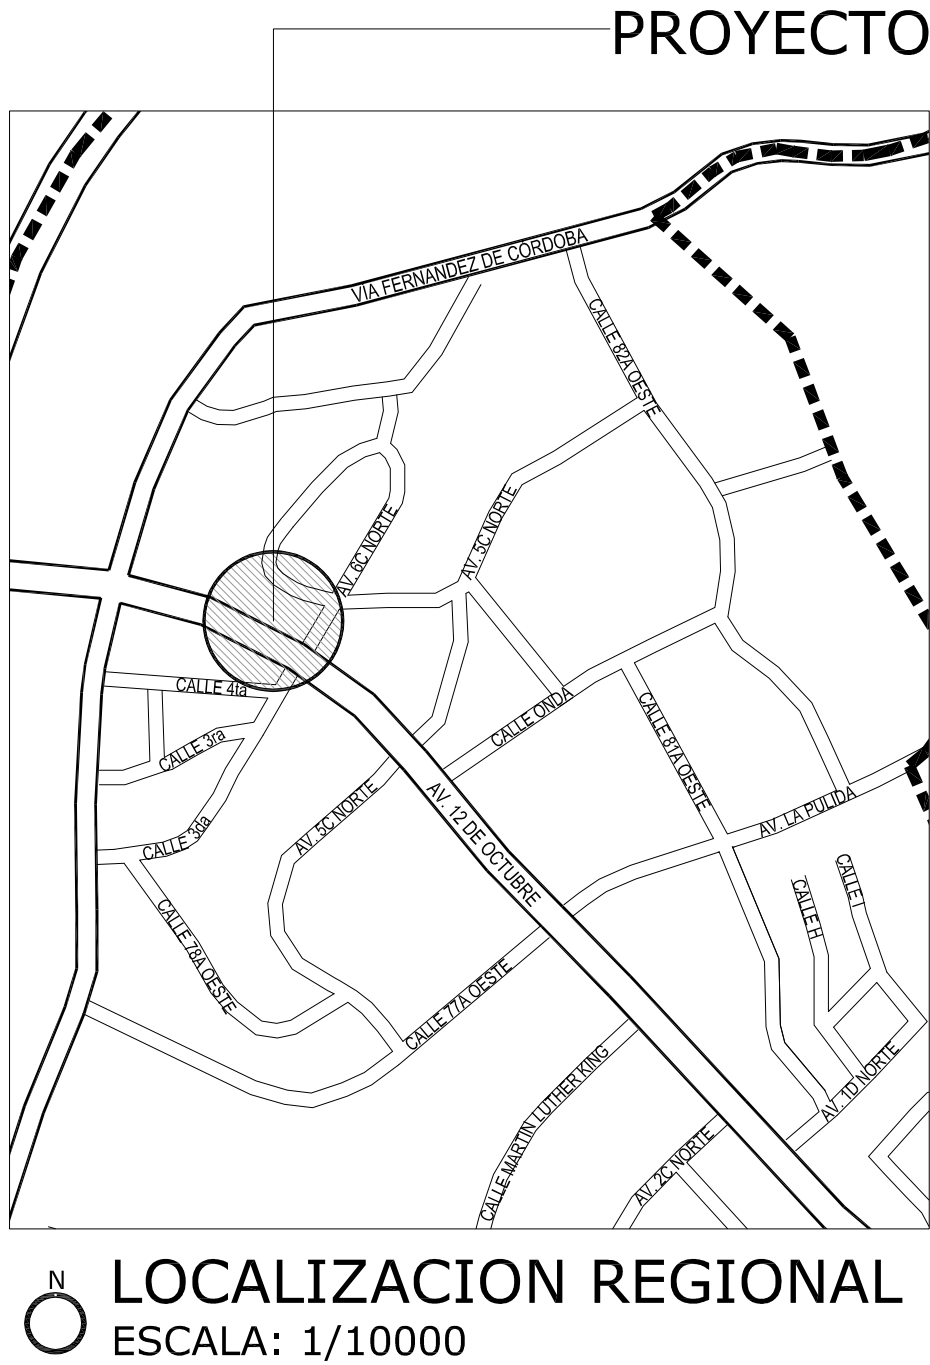 PROYECTO
VIA FERNANDEZ DE CORDOBA
CALLE 82A OESTE
AV. 5C NORTE
AV. 6C NORTE
CALLE 4ta
CALLE ONDA
CALLE 81A OESTE
CALLE 3ra
AV. 12 DE OCTUBRE
AV. LA PULIDA
AV. 5C NORTE
CALLE 3da
CALLE I
CALLE H
CALLE 78A OESTE
CALLE 77A OESTE
AV. 1D NORTE
CALLE MARTIN LUTHER KING
AV. 2C NORTE
N
LOCALIZACION REGIONAL
ESCALA: 1/10000